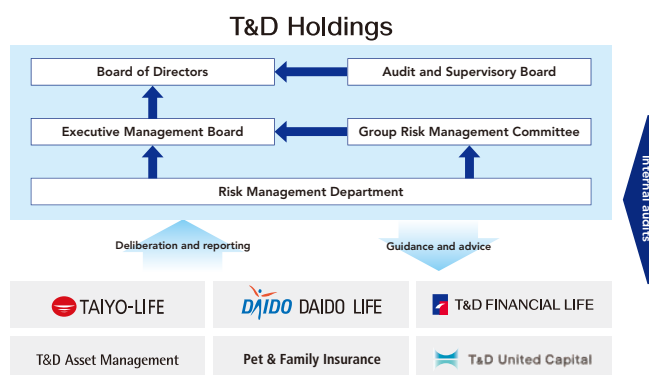 T&D Holdings
Board of Directors
Audit and Supervisory Board
Executive Management Board
Group Risk Management Committee
Risk Management Department
Internal audits
Deliberation and reporting
Guidance and advice
TAIYO-LIFE
DAIDO DAIDO LIFE
T&D FINANCIAL LIFE
T&D Asset Management
Pet & Family Insurance
T&D United Capital